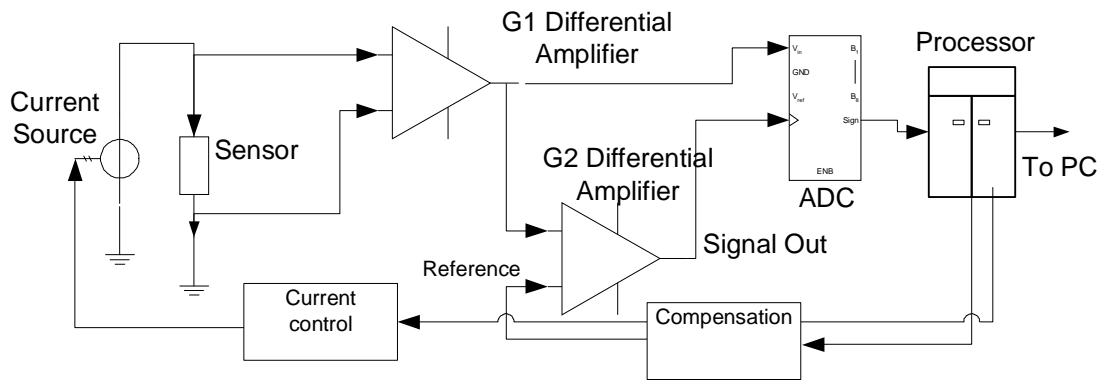 G1 Differential
Amplifier
Processor
Current
Source
Sensor
V_in
B_1
GND
V_ref
B_8
Sign
ENB
ADC
To PC
G2 Differential
Amplifier
Signal Out
Reference
Current
control
Compensation